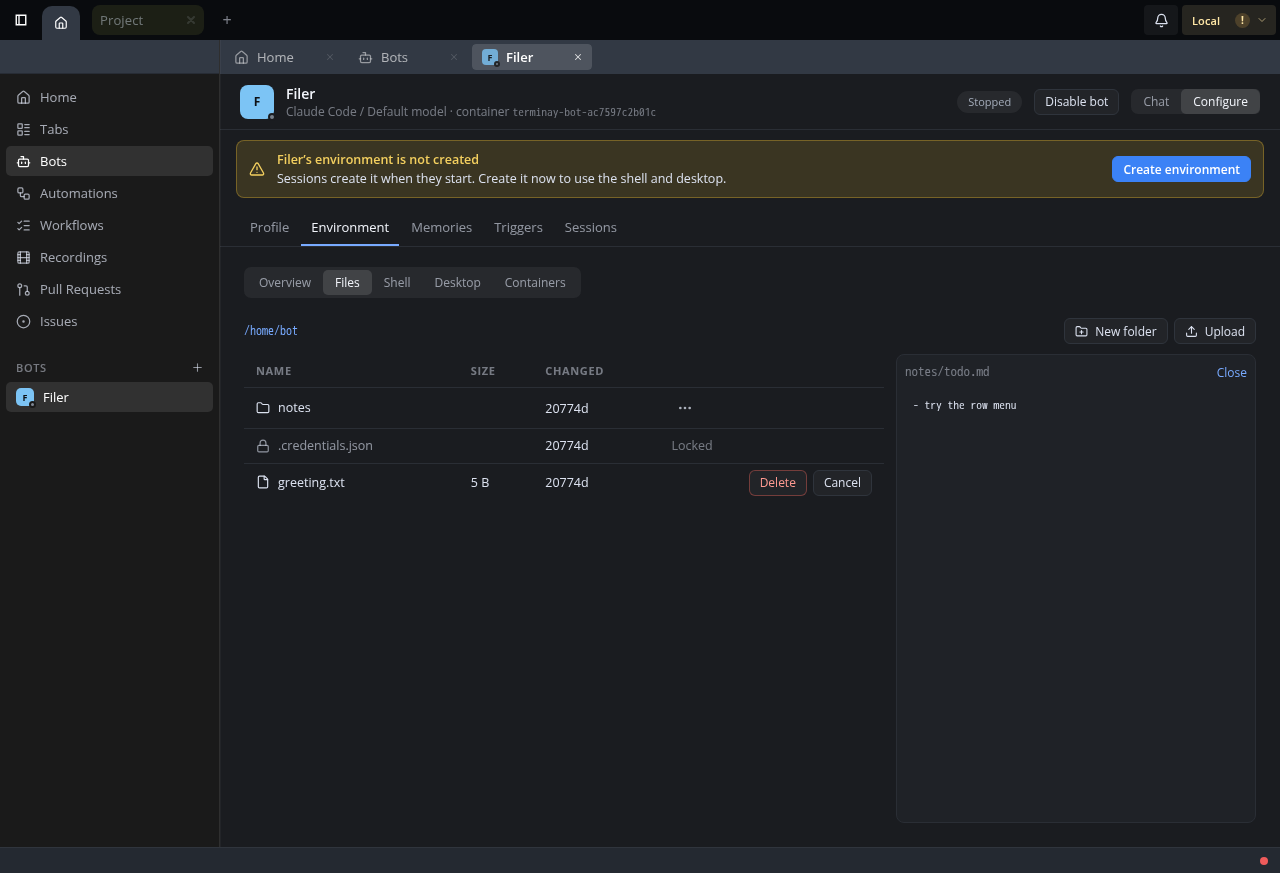 Project
Local !
Home
Bots
F Filer
Home
Tabs
Bots
Automations
Workflows
Recordings
Pull Requests
Issues
BOTS
F Filer
F
Filer
Claude Code / Default model · container terminay-bot-ac7597c2b01c
Stopped
Disable bot
Chat
Configure
Filer’s environment is not created
Sessions create it when they start. Create it now to use the shell and desktop.
Create environment
Profile Environment Memories Triggers Sessions
Overview Files Shell Desktop Containers
/home/bot
New folder
Upload
NAME SIZE CHANGED
notes 20774d ···
.credentials.json 20774d Locked
greeting.txt 5 B 20774d Delete Cancel
notes/todo.md Close
- try the row menu